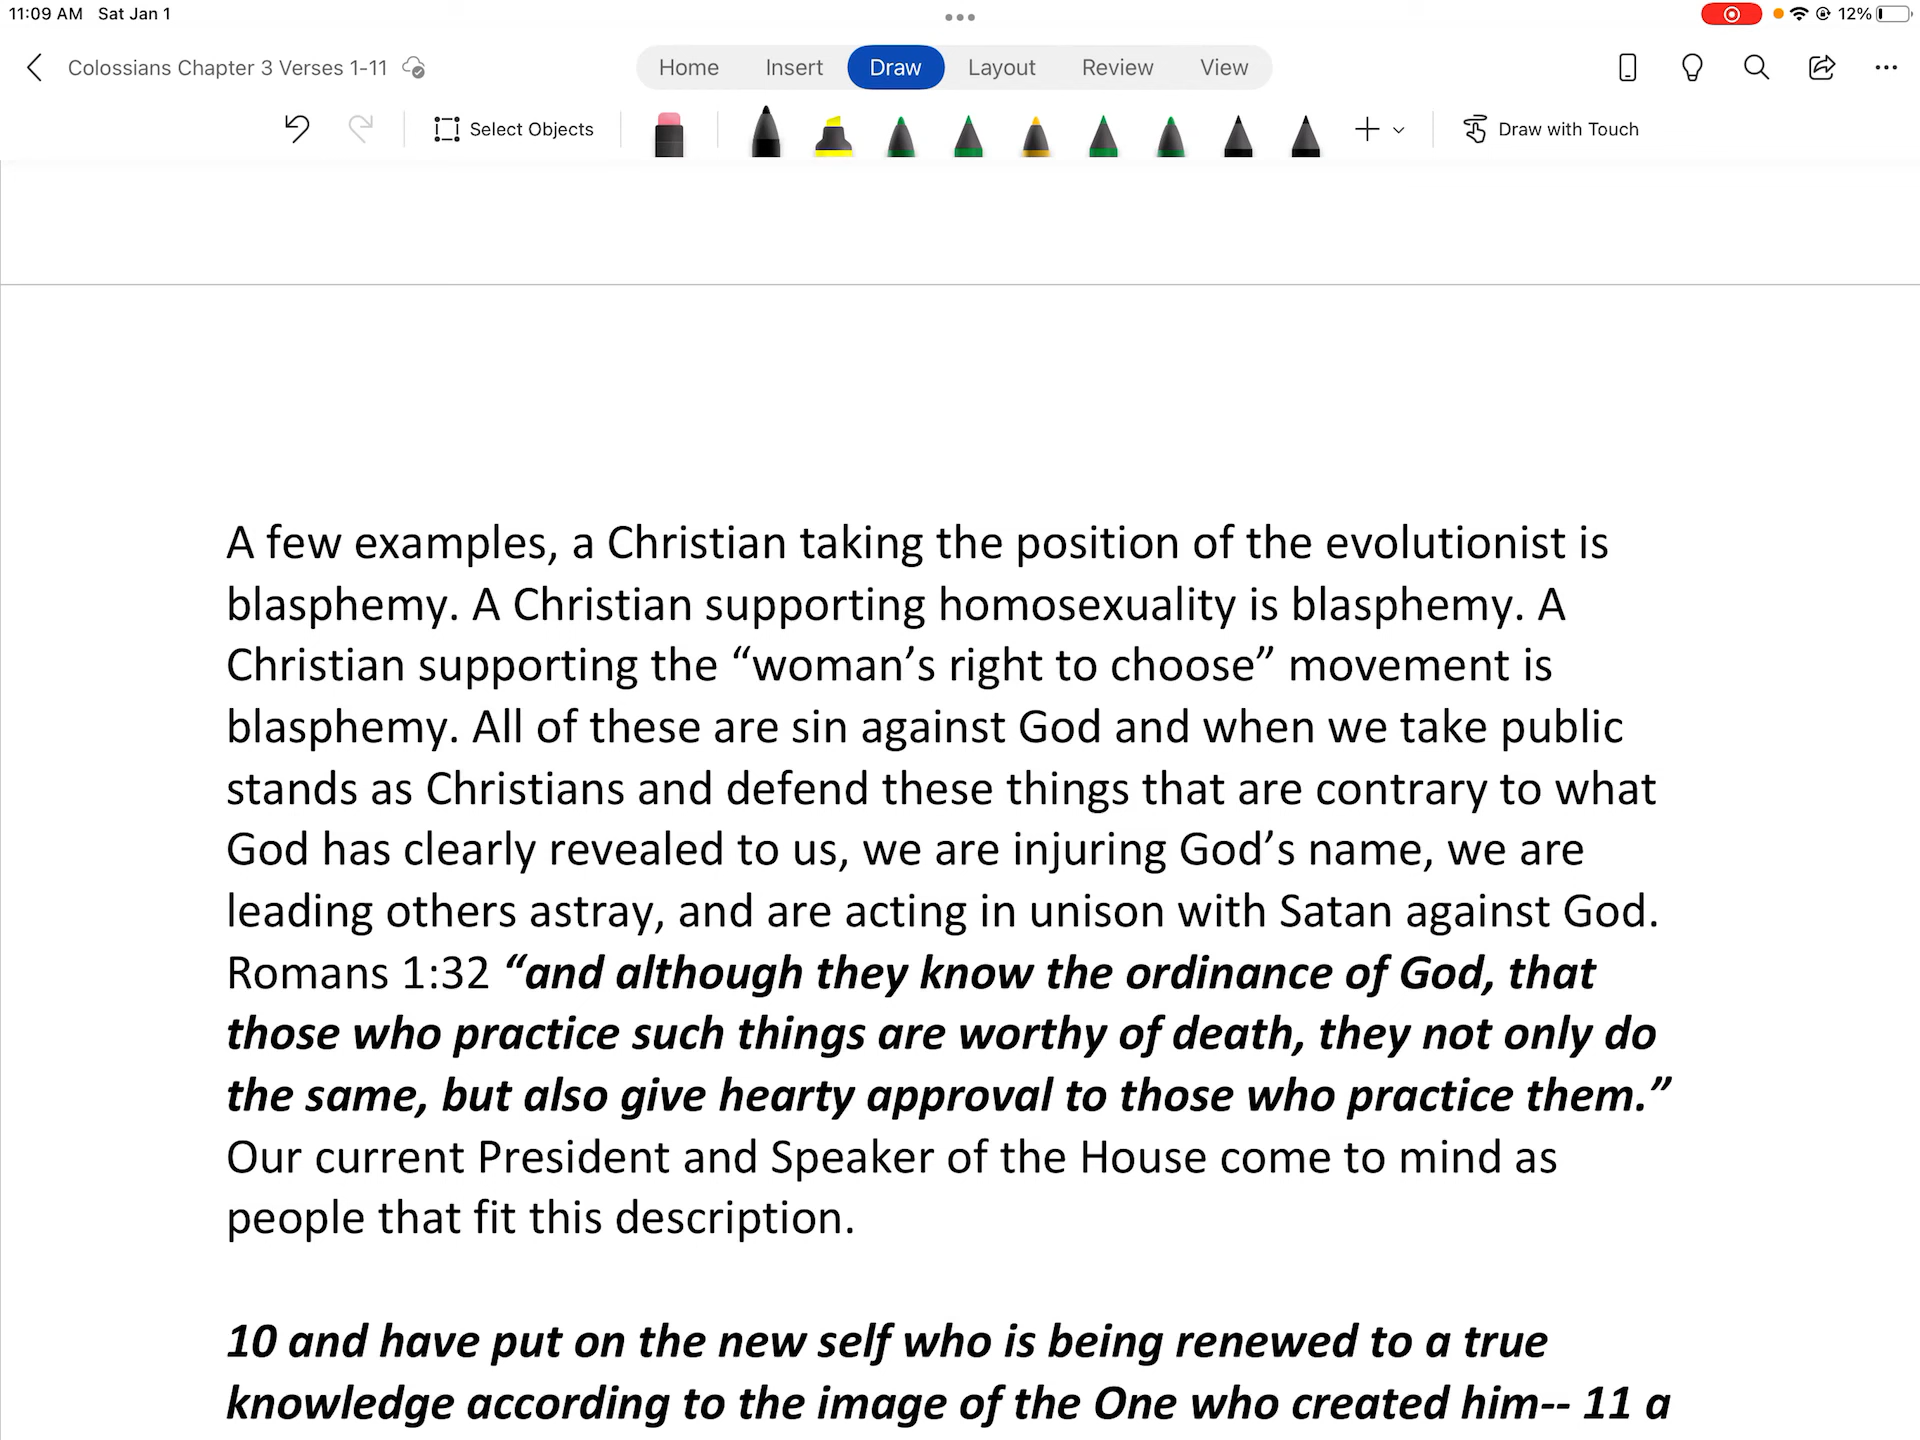 11:09 AM Sat Jan 1
12%
Colossians Chapter 3 Verses 1-11
Home Insert Draw Layout Review View
Select Objects
Draw with Touch
A few examples, a Christian taking the position of the evolutionist is
blasphemy. A Christian supporting homosexuality is blasphemy. A
Christian supporting the “woman’s right to choose” movement is
blasphemy. All of these are sin against God and when we take public
stands as Christians and defend these things that are contrary to what
God has clearly revealed to us, we are injuring God’s name, we are
leading others astray, and are acting in unison with Satan against God.
Romans 1:32 “and although they know the ordinance of God, that
those who practice such things are worthy of death, they not only do
the same, but also give hearty approval to those who practice them.”
Our current President and Speaker of the House come to mind as
people that fit this description.
10 and have put on the new self who is being renewed to a true
knowledge according to the image of the One who created him-- 11 a